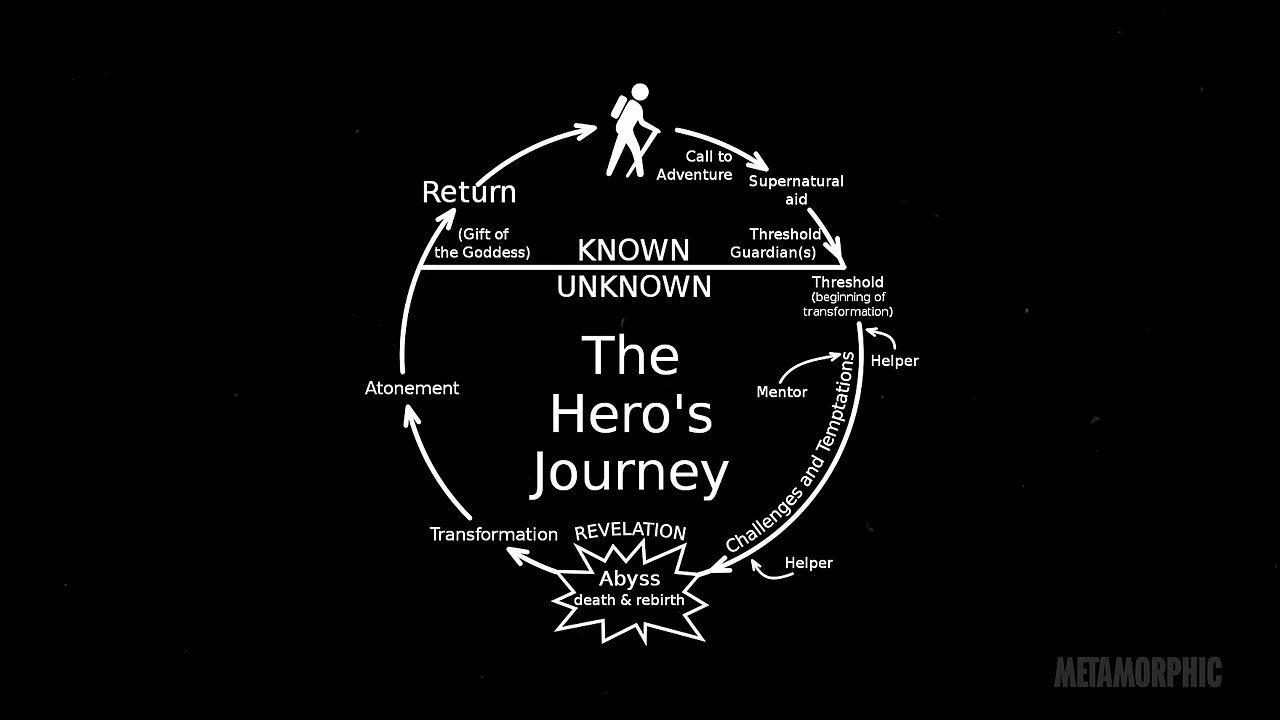 Call to
Adventure
Supernatural
aid
Return
(Gift of
the Goddess)
KNOWN
Threshold
Guardian(s)
UNKNOWN
Threshold
(beginning of
transformation)
Helper
Mentor
Challenges and Temptations
The
Hero's
Journey
Atonement
Transformation
REVELATION
Abyss
death & rebirth
Helper
METAMORPHIC